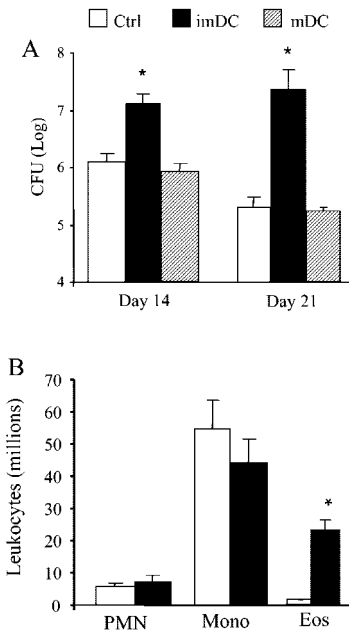 Ctrl imDC mDC
A
* *
CFU (Log)
8
7
6
5
4
Day 14 Day 21
B
Leukocytes (millions)
70
60
50
40
30
20
10
0
*
PMN Mono Eos